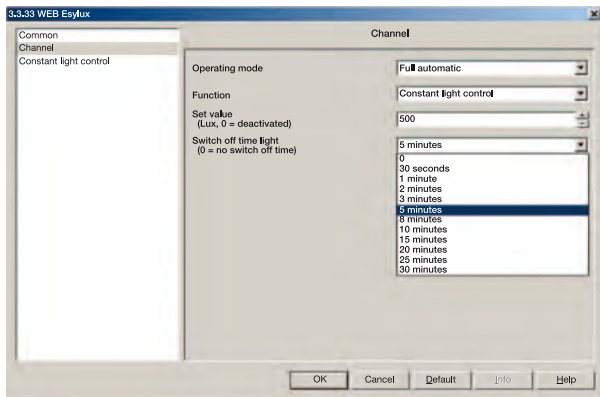 3.3.33 WEB Esylux
Common
Channel
Constant light control
Channel
Operating mode
Full automatic
Function
Constant light control
Set value
(Lux, 0 = deactivated)
500
Switch off time light
(0 = no switch off time)
5 minutes
0
30 seconds
1 minute
2 minutes
3 minutes
5 minutes
8 minutes
10 minutes
15 minutes
20 minutes
25 minutes
30 minutes
OK
Cancel
Default
Info
Help